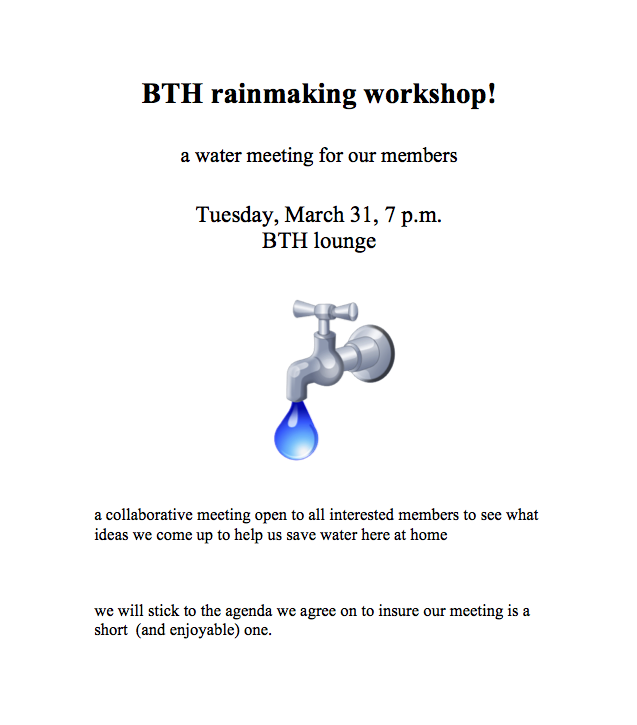 BTH rainmaking workshop!
a water meeting for our members
Tuesday, March 31, 7 p.m.
BTH lounge
a collaborative meeting open to all interested members to see what
ideas we come up to help us save water here at home
we will stick to the agenda we agree on to insure our meeting is a
short  (and enjoyable) one.